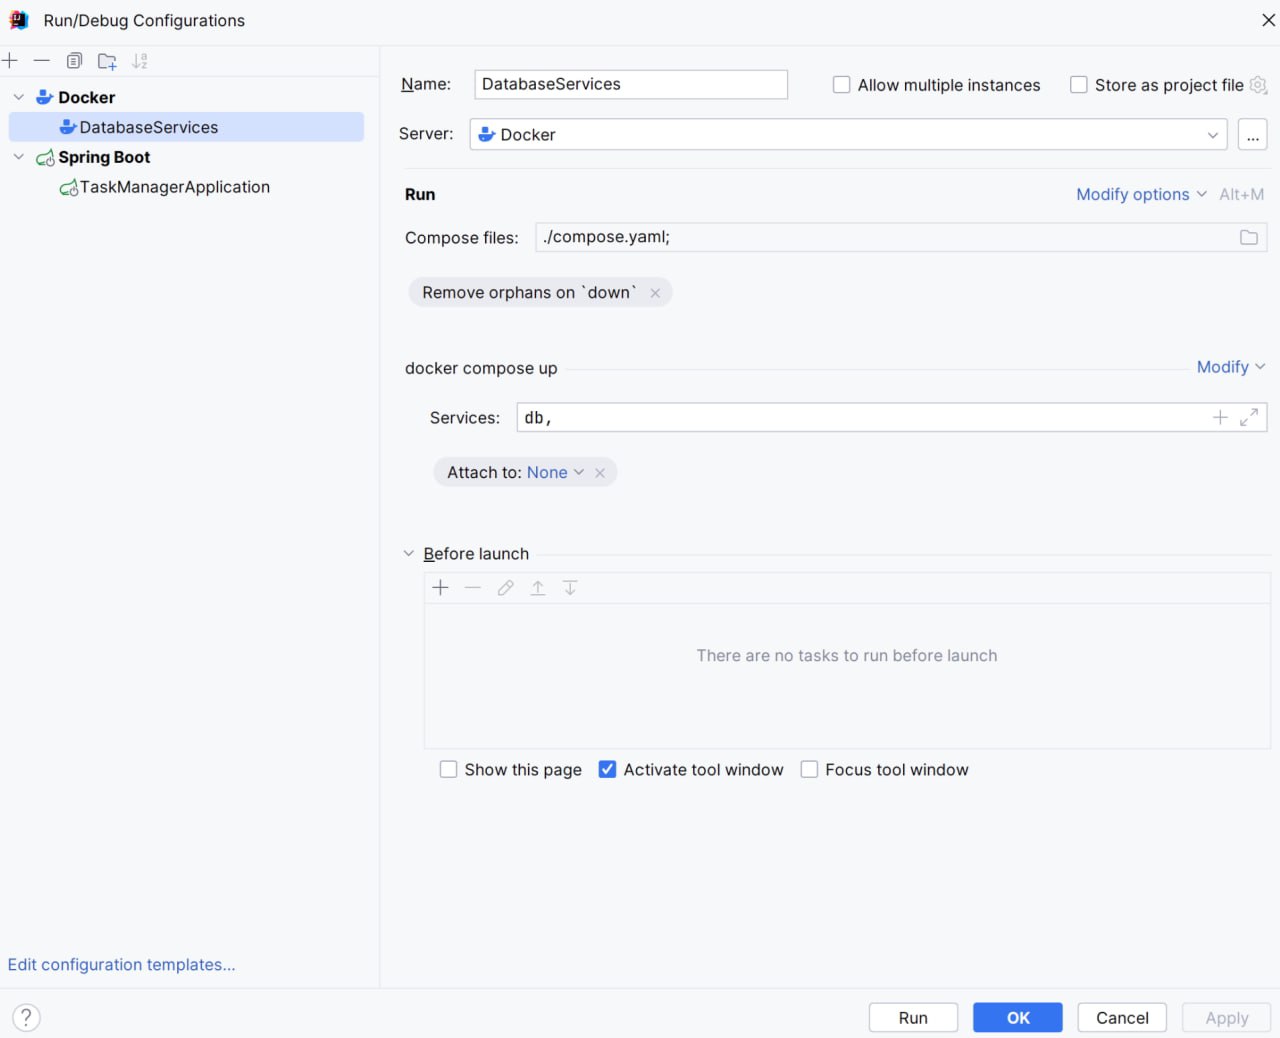 Run/Debug Configurations
Docker
DatabaseServices
Spring Boot
TaskManagerApplication
Edit configuration templates...
Name: DatabaseServices Allow multiple instances Store as project file
Server: Docker ...
Run Modify options Alt+M
Compose files: ./compose.yaml;
Remove orphans on `down`
docker compose up Modify
Services: db,
Attach to: None
Before launch
There are no tasks to run before launch
Show this page Activate tool window Focus tool window
? Run OK Cancel Apply